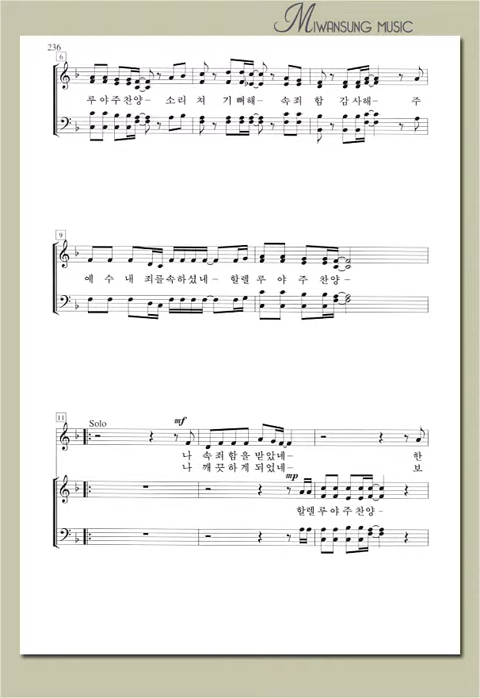 MIWANSUNG MUSIC
236
6
루야주찬양- 소리 쳐 기뻐해- 속죄 함 감사해- 주
9
예 수 내 죄를속하셨네- 할렐 루 야 주 찬양-
11
Solo
mf
나 속죄함을 받았네- 한
나 깨끗하게 되었네- 보
mp
할렐루야주찬양-